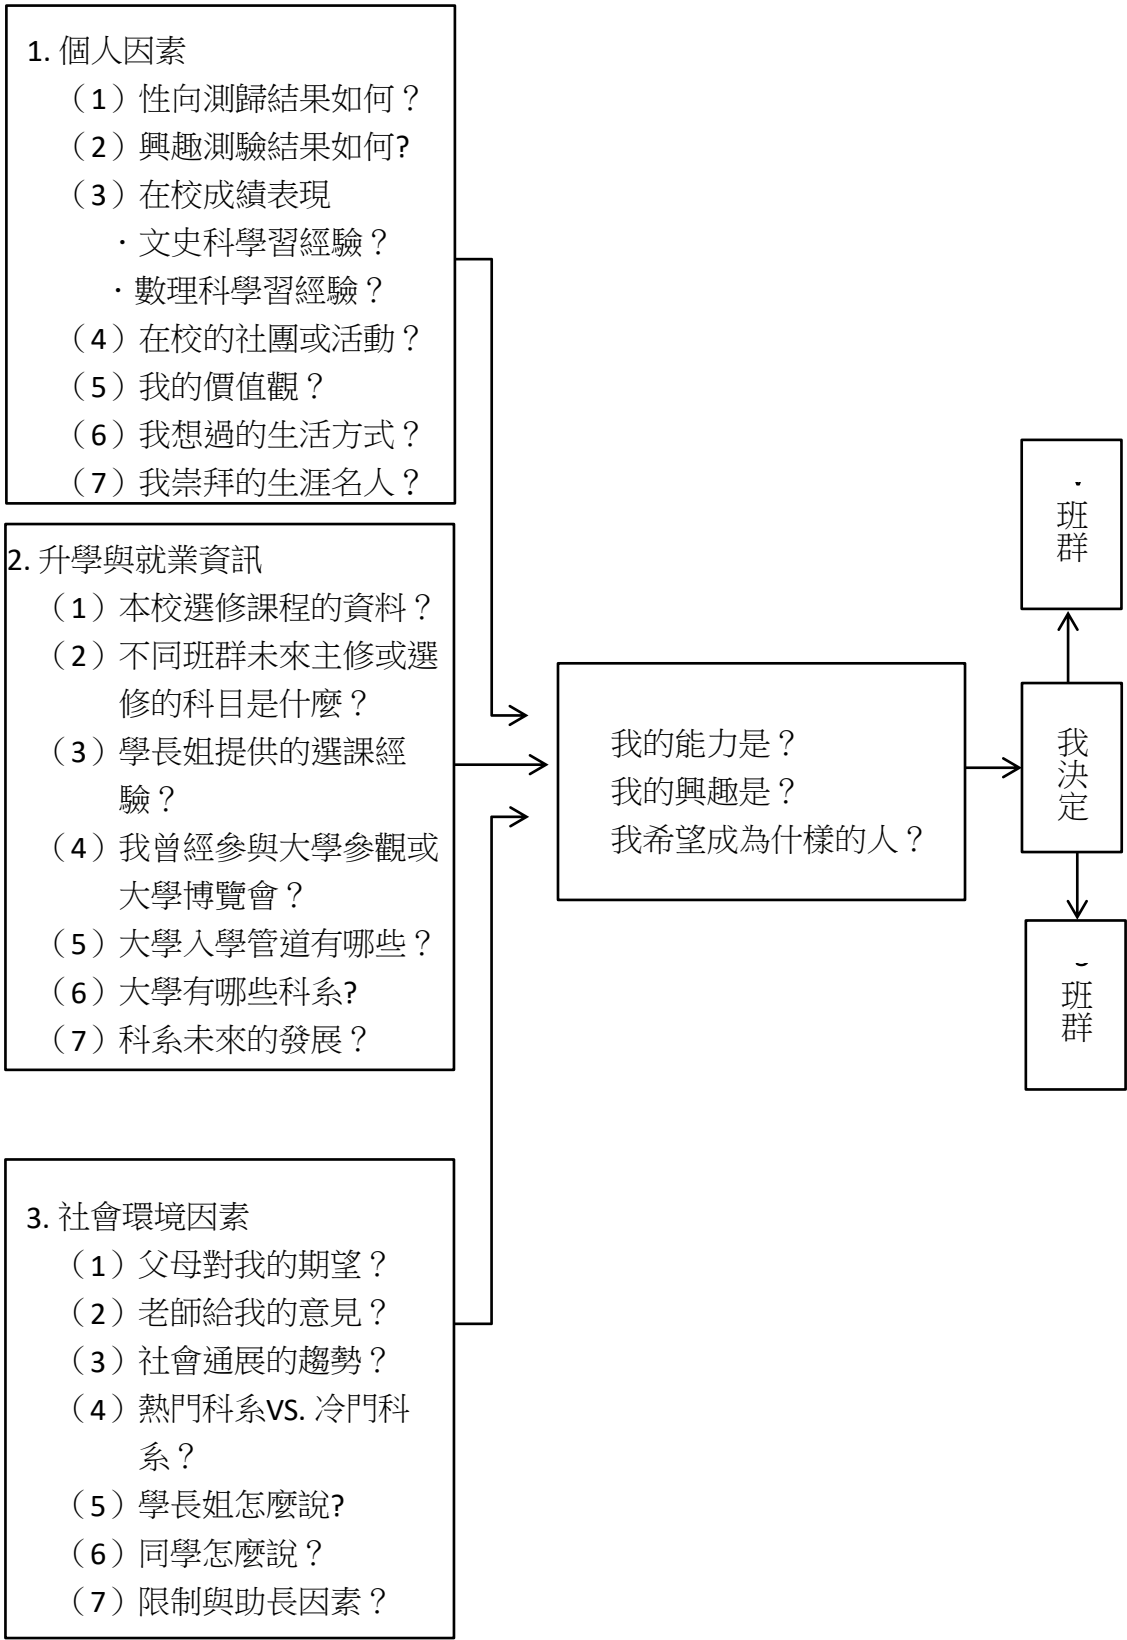 1. 個人因素
（1）性向測歸結果如何？
（2）興趣測驗結果如何?
（3）在校成績表現
．文史科學習經驗？
．數理科學習經驗？
（4）在校的社團或活動？
（5）我的價值觀？
（6）我想過的生活方式？
（7）我崇拜的生涯名人？
2. 升學與就業資訊
（1）本校選修課程的資料？
（2）不同班群未來主修或選
修的科目是什麼？
（3）學長姐提供的選課經
驗？
（4）我曾經參與大學參觀或
大學博覽會？
（5）大學入學管道有哪些？
（6）大學有哪些科系?
（7）科系未來的發展？
3. 社會環境因素
（1）父母對我的期望？
（2）老師給我的意見？
（3）社會通展的趨勢？
（4）熱門科系VS. 冷門科
系？
（5）學長姐怎麼說?
（6）同學怎麼說？
（7）限制與助長因素？
我的能力是？
我的興趣是？
我希望成為什樣的人？
我決定
班群
班群